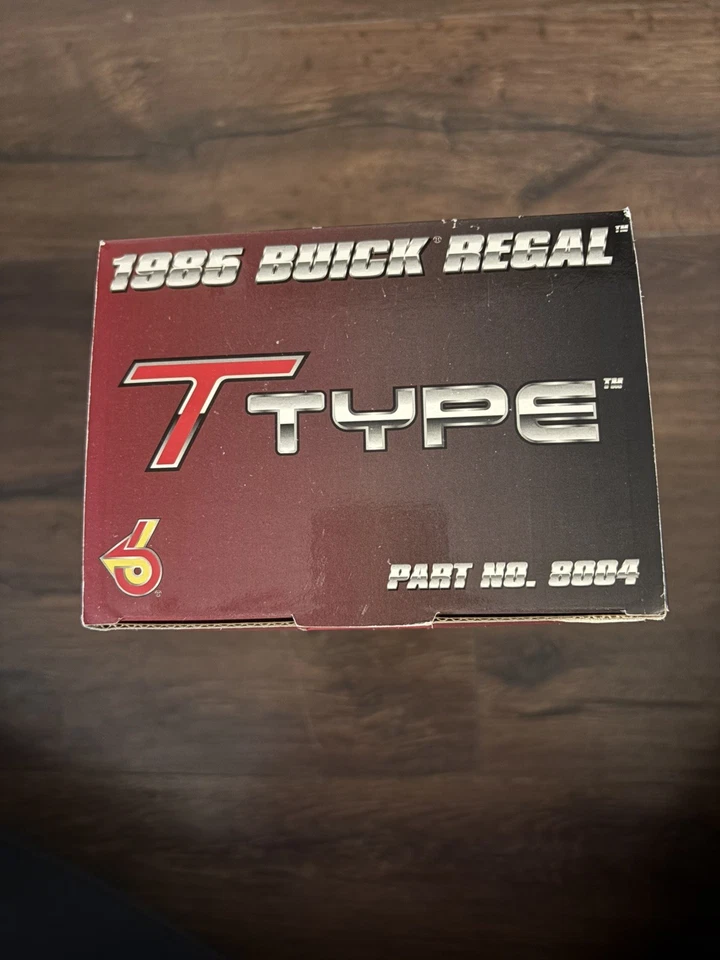 1985 BUICK® REGAL™
T TYPE™
PART NO. 8004